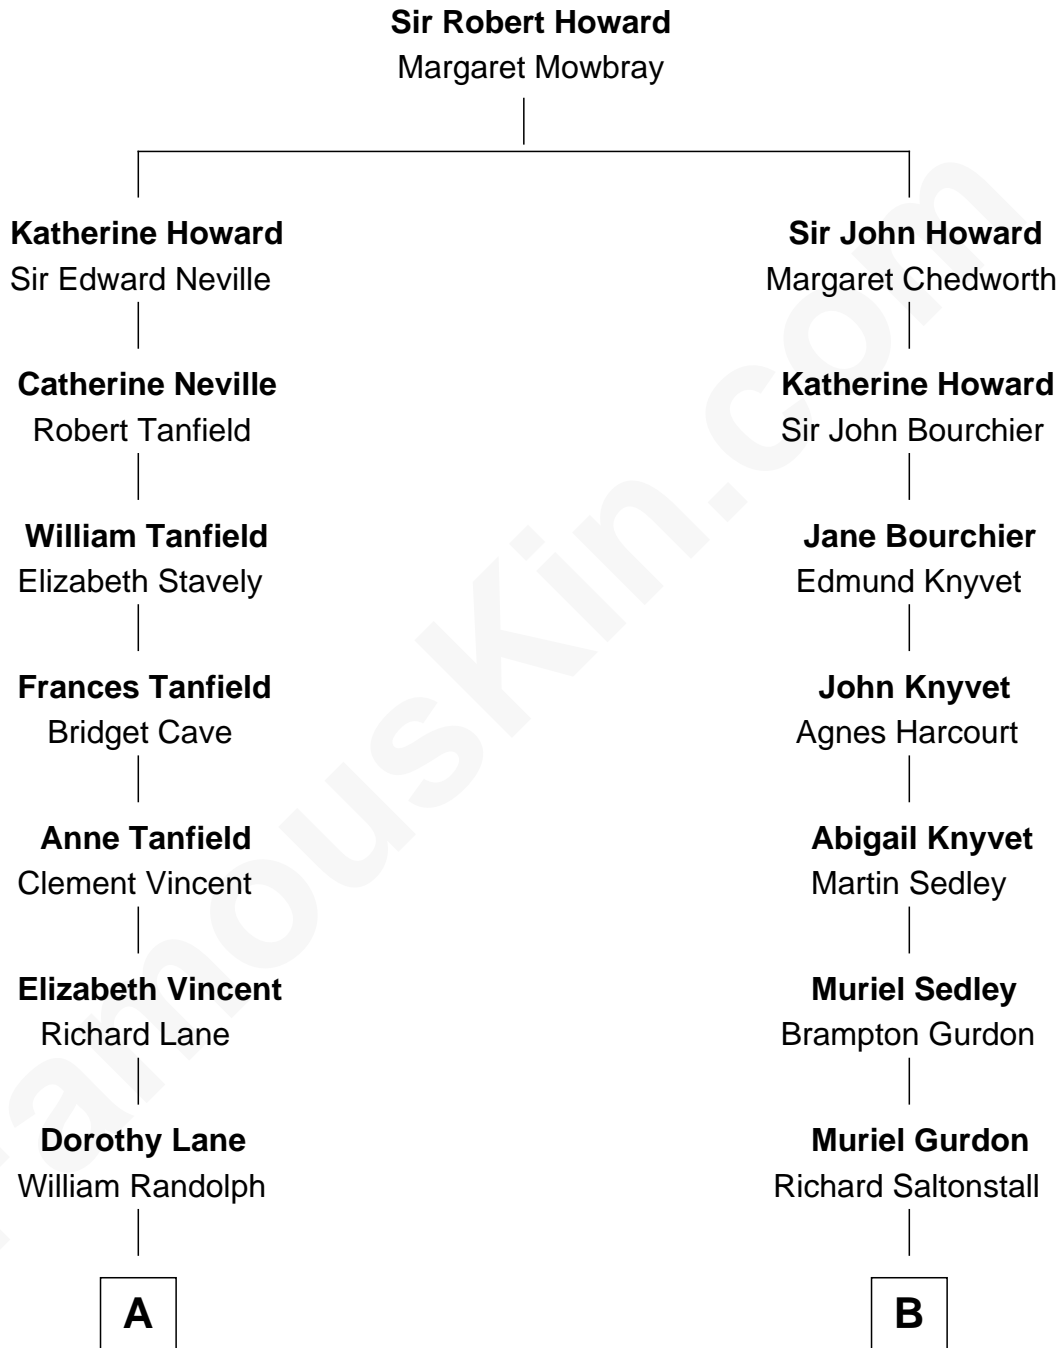 Sir Robert Howard
Margaret Mowbray
Katherine Howard
Sir Edward Neville
Catherine Neville
Robert Tanfield
William Tanfield
Elizabeth Stavely
Frances Tanfield
Bridget Cave
Anne Tanfield
Clement Vincent
Elizabeth Vincent
Richard Lane
Dorothy Lane
William Randolph
A
Sir John Howard
Margaret Chedworth
Katherine Howard
Sir John Bourchier
Jane Bourchier
Edmund Knyvet
John Knyvet
Agnes Harcourt
Abigail Knyvet
Martin Sedley
Muriel Sedley
Brampton Gurdon
Muriel Gurdon
Richard Saltonstall
B
FamousKin.com